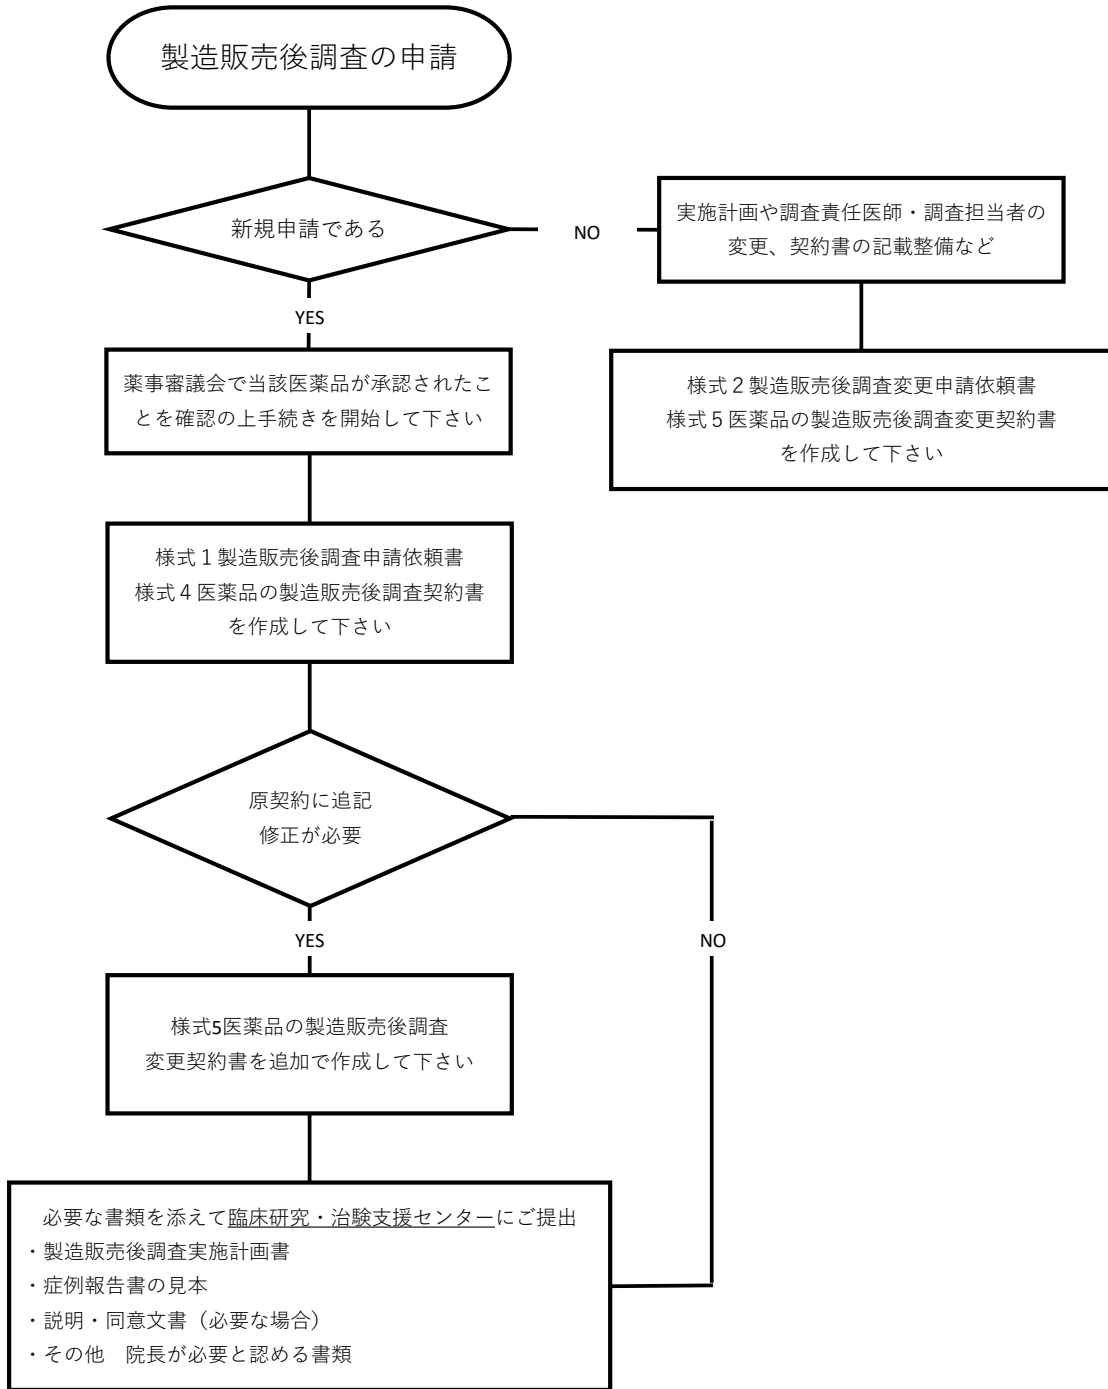 製造販売後調査の申請
新規申請である
NO
実施計画や調査責任医師・調査担当者の
変更、契約書の記載整備など
YES
薬事審議会で当該医薬品が承認されたこ
とを確認の上手続きを開始して下さい
様式２製造販売後調査変更申請依頼書
様式５医薬品の製造販売後調査変更契約書
を作成して下さい
様式１製造販売後調査申請依頼書
様式４医薬品の製造販売後調査契約書
を作成して下さい
原契約に追記
修正が必要
YES
NO
様式5医薬品の製造販売後調査
変更契約書を追加で作成して下さい
必要な書類を添えて臨床研究・治験支援センターにご提出
・製造販売後調査実施計画書
・症例報告書の見本
・説明・同意文書（必要な場合）
・その他　院長が必要と認める書類